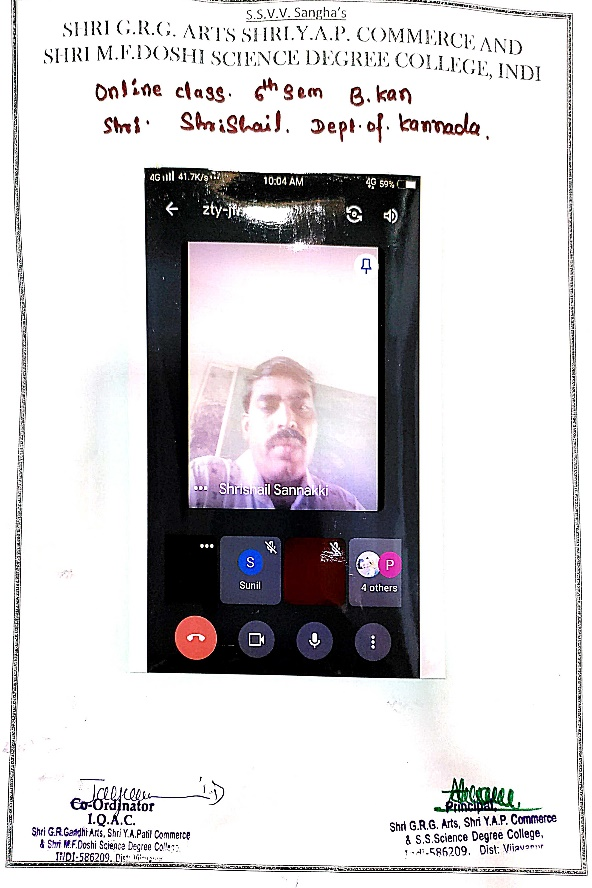 S.S.V.V. Sangha's
SHRI G.R.G. ARTS SHRI.Y.A.P. COMMERCE AND
SHRI M.F.DOSHI SCIENCE DEGREE COLLEGE, INDI
Online class. 6th Sem B.kan
Shri. ShriShail. Dept.of. Kannada.
4G 41.7K/s 10:04 AM 4G 59%
zty-
Shrishail Sannakki
S
P
Sunil
4 others
Co-Ordinator
I.Q.A.C.
Shri G.R.Gandhi Arts, Shri Y.A.Patil Commerce
& Shri M.F.Doshi Science Degree College
INDI-586209. Dist:
Principal,
Shri G.R.G. Arts, Shri Y.A.P. Commerce
& S.S.Science Degree College,
-586209. Dist: Vijayapur